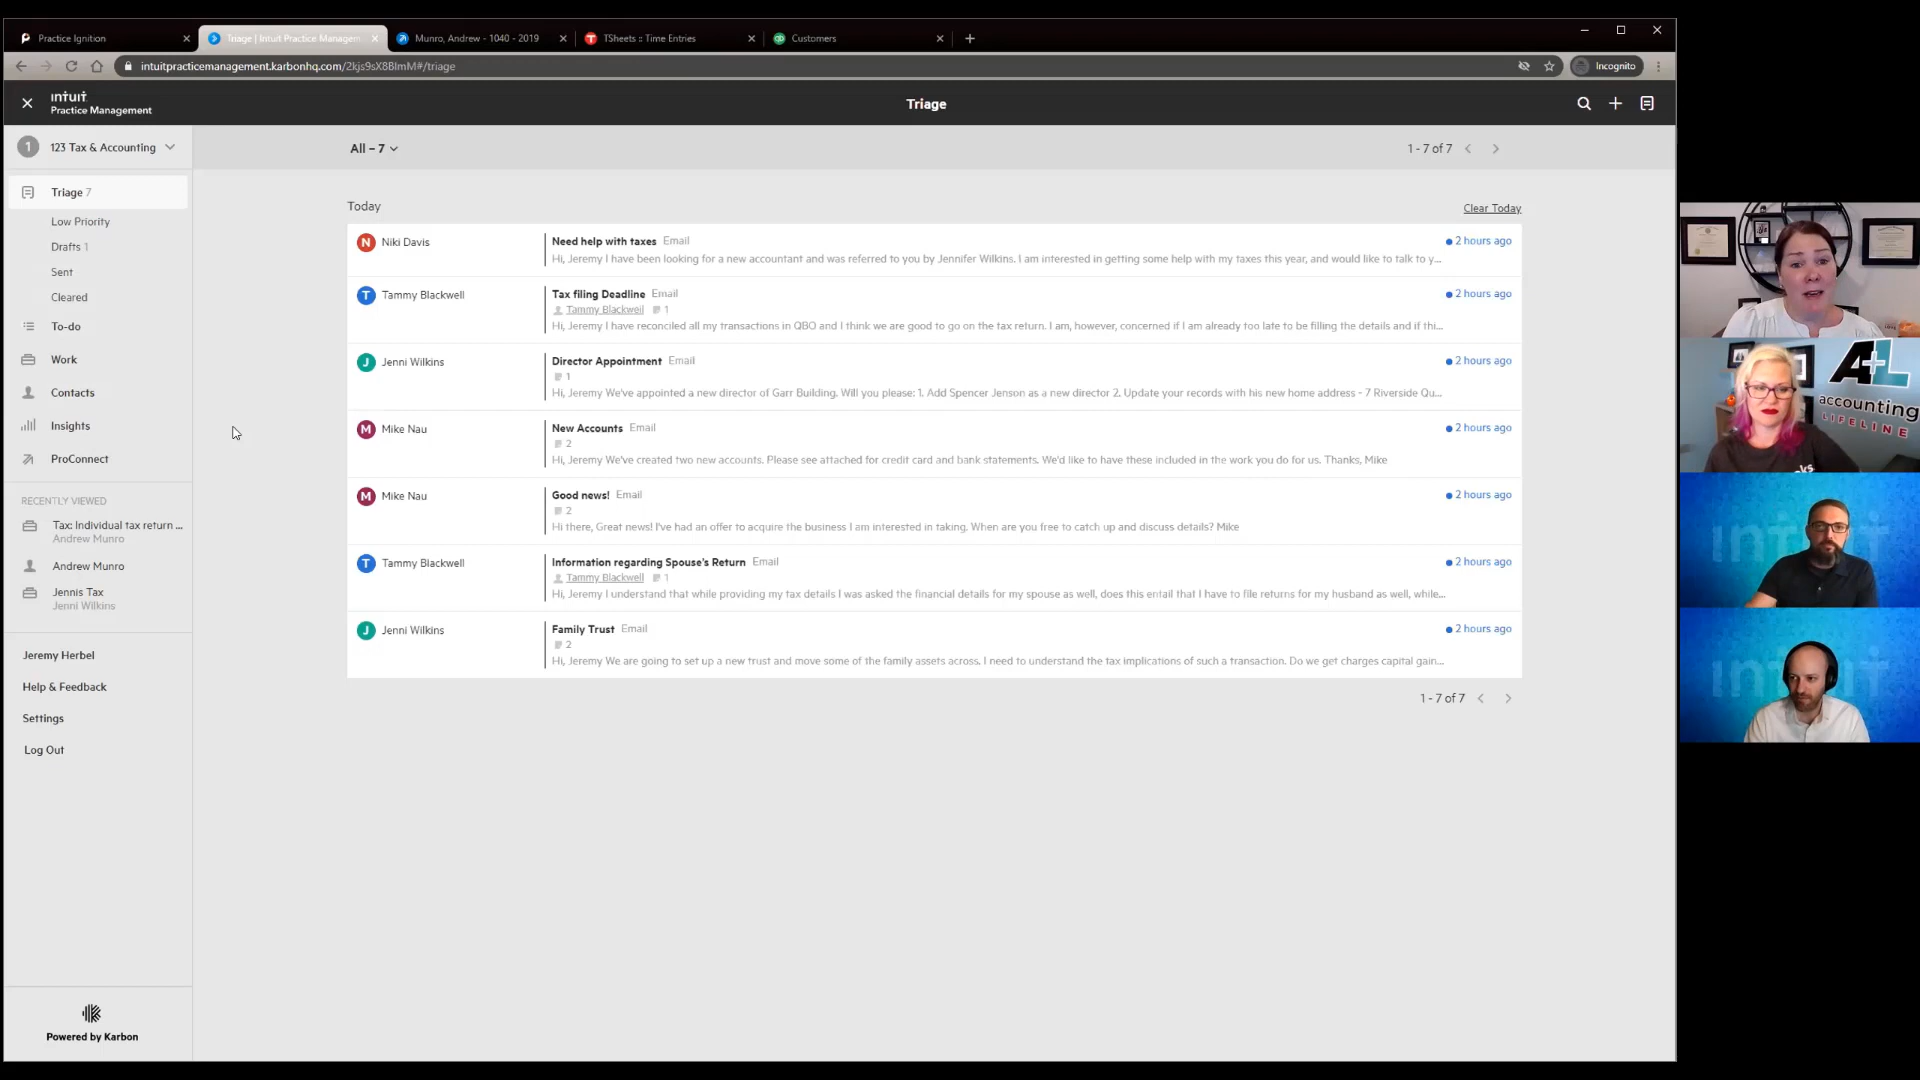 Practice Ignition
Triage | Intuit Practice Managem
Munro, Andrew - 1040 - 2019
TSheets :: Time Entries
Customers
intuitpracticemanagement.karbonhq.com/2kjs9sX8BlmM#/triage
Incognito
ıntuıt
Practice Management
Triage
1
123 Tax & Accounting
All – 7
1 - 7 of 7
Triage 7
Low Priority
Drafts 1
Sent
Cleared
To-do
Work
Contacts
Insights
ProConnect
RECENTLY VIEWED
Tax: Individual tax return ...
Andrew Munro
Andrew Munro
Jennis Tax
Jenni Wilkins
Jeremy Herbel
Help & Feedback
Settings
Log Out
Powered by Karbon
Today
Clear Today
N Niki Davis
Need help with taxes Email
2 hours ago
Hi, Jeremy I have been looking for a new accountant and was referred to you by Jennifer Wilkins. I am interested in getting some help with my taxes this year, and would like to talk to y...
T Tammy Blackwell
Tax filing Deadline Email
2 hours ago
Tammy Blackwell 1
Hi, Jeremy I have reconciled all my transactions in QBO and I think we are good to go on the tax return. I am, however, concerned if I am already too late to be filling the details and if thi...
J Jenni Wilkins
Director Appointment Email
2 hours ago
1
Hi, Jeremy We've appointed a new director of Garr Building. Will you please: 1. Add Spencer Jenson as a new director 2. Update your records with his new home address - 7 Riverside Qu...
M Mike Nau
New Accounts Email
2 hours ago
2
Hi, Jeremy We've created two new accounts. Please see attached for credit card and bank statements. We'd like to have these included in the work you do for us. Thanks, Mike
M Mike Nau
Good news! Email
2 hours ago
2
Hi there, Great news! I've had an offer to acquire the business I am interested in taking. When are you free to catch up and discuss details? Mike
T Tammy Blackwell
Information regarding Spouse's Return Email
2 hours ago
Tammy Blackwell 1
Hi, Jeremy I understand that while providing my tax details I was asked the financial details for my spouse as well, does this entail that I have to file returns for my husband as well, while...
J Jenni Wilkins
Family Trust Email
2 hours ago
2
Hi, Jeremy We are going to set up a new trust and move some of the family assets across. I need to understand the tax implications of such a transaction. Do we get charges capital gain...
1 - 7 of 7
A+L
accounting
LIFELINE